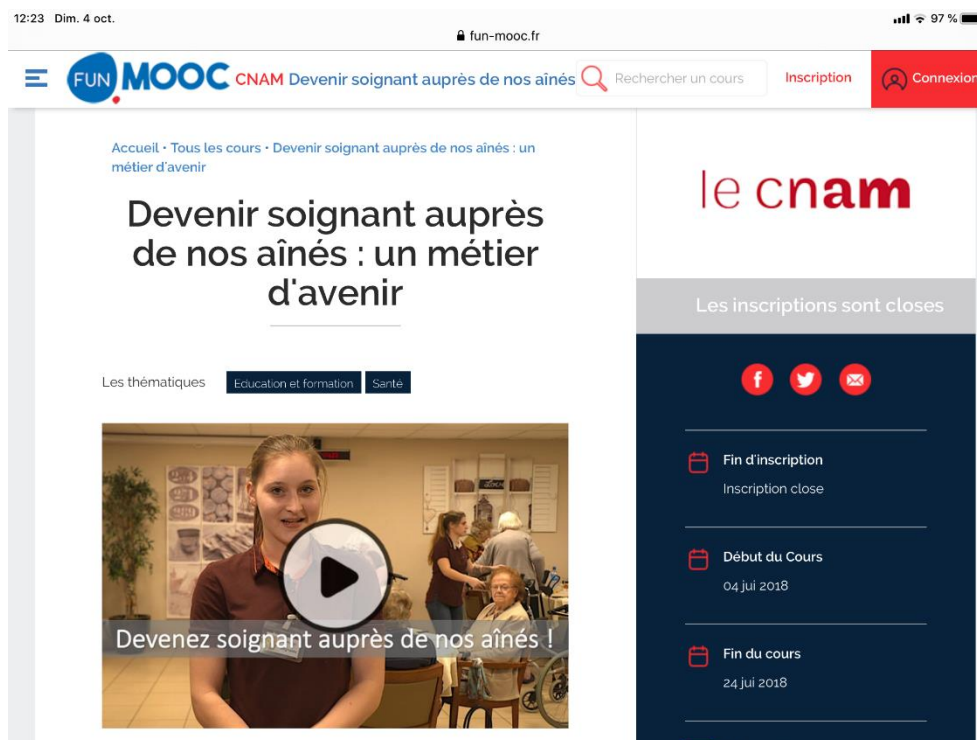 12:23 Dim. 4 oct.
97 %
fun-mooc.fr
FUN MOOC CNAM Devenir soignant auprès de nos aînés Rechercher un cours Inscription Connexion
Accueil • Tous les cours • Devenir soignant auprès de nos aînés : un
métier d'avenir
Devenir soignant auprès
de nos aînés : un métier
d'avenir
Les thématiques Education et formation Santé
Devenez soignant auprès de nos aînés !
le cnam
Les inscriptions sont closes
Fin d'inscription
Inscription close
Début du Cours
04 jui 2018
Fin du cours
24 jui 2018